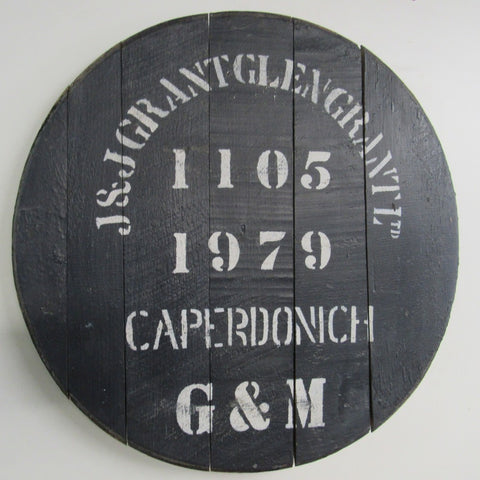 J&J GRANT GLEN GRANT LTD
1105
1979
CAPERDONICH
G & M